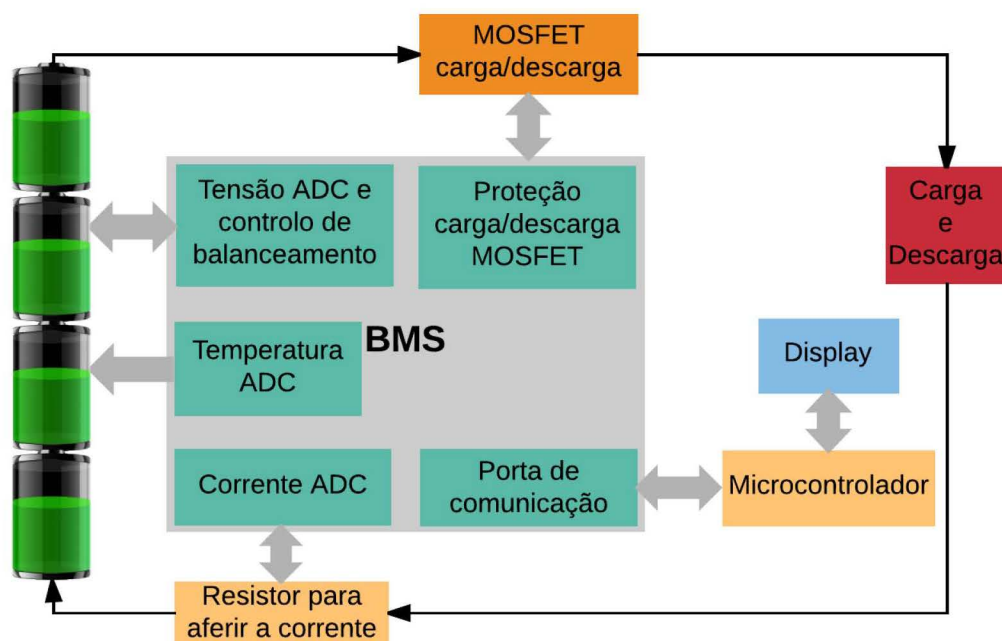 MOSFET
carga/descarga
Tensão ADC e
controlo de
balanceamento
Proteção
carga/descarga
MOSFET
Carga
e
Descarga
BMS
Temperatura
ADC
Display
Corrente ADC
Porta de
comunicação
Microcontrolador
Resistor para
aferir a corrente